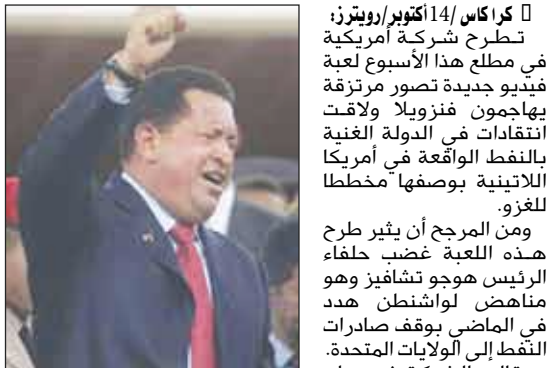 كراكاس /14أكتوبر/رويترز:
تطرح شركة أمريكية
في مطلع هذا الأسبوع لعبة
فيديو جديدة تصور مرتزقة
يهاجمون فنزويلا ولاقت
انتقادات في الدولة الغنية
بالنفط الواقعة في أمريكا
اللاتينية بوصفها مخططا
للغزو.
ومن المرجح أن يثير طرح
هذه اللعبة غضب حلفاء
الرئيس هوجو تشافيز وهو
مناهض لواشنطن هدد
في الماضي بوقف صادرات
النفط إلى الولايات المتحدة.